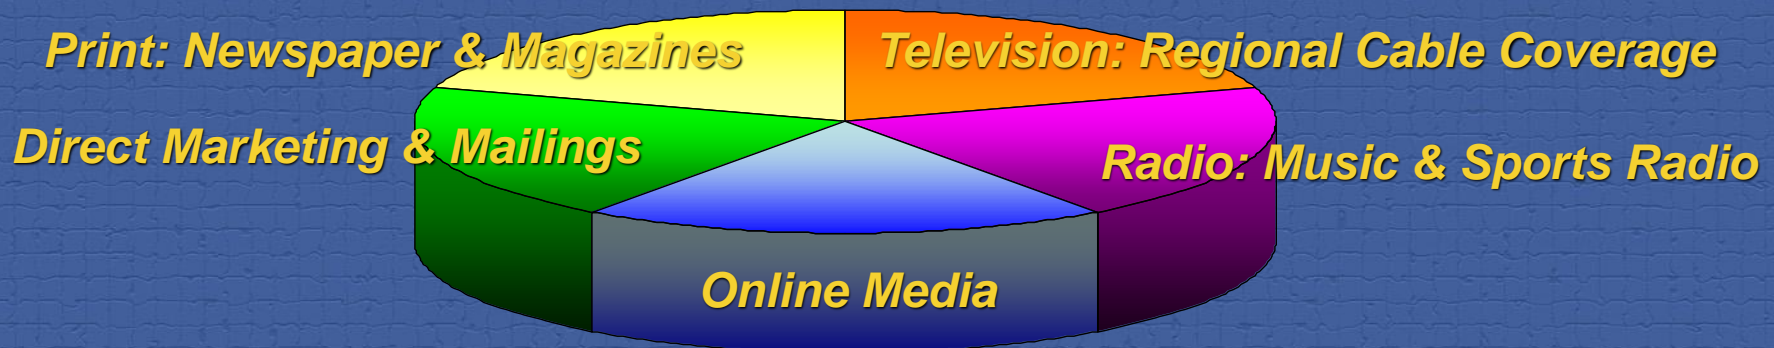 Print: Newspaper & Magazines
Television: Regional Cable Coverage
Direct Marketing & Mailings
Radio: Music & Sports Radio
Online Media